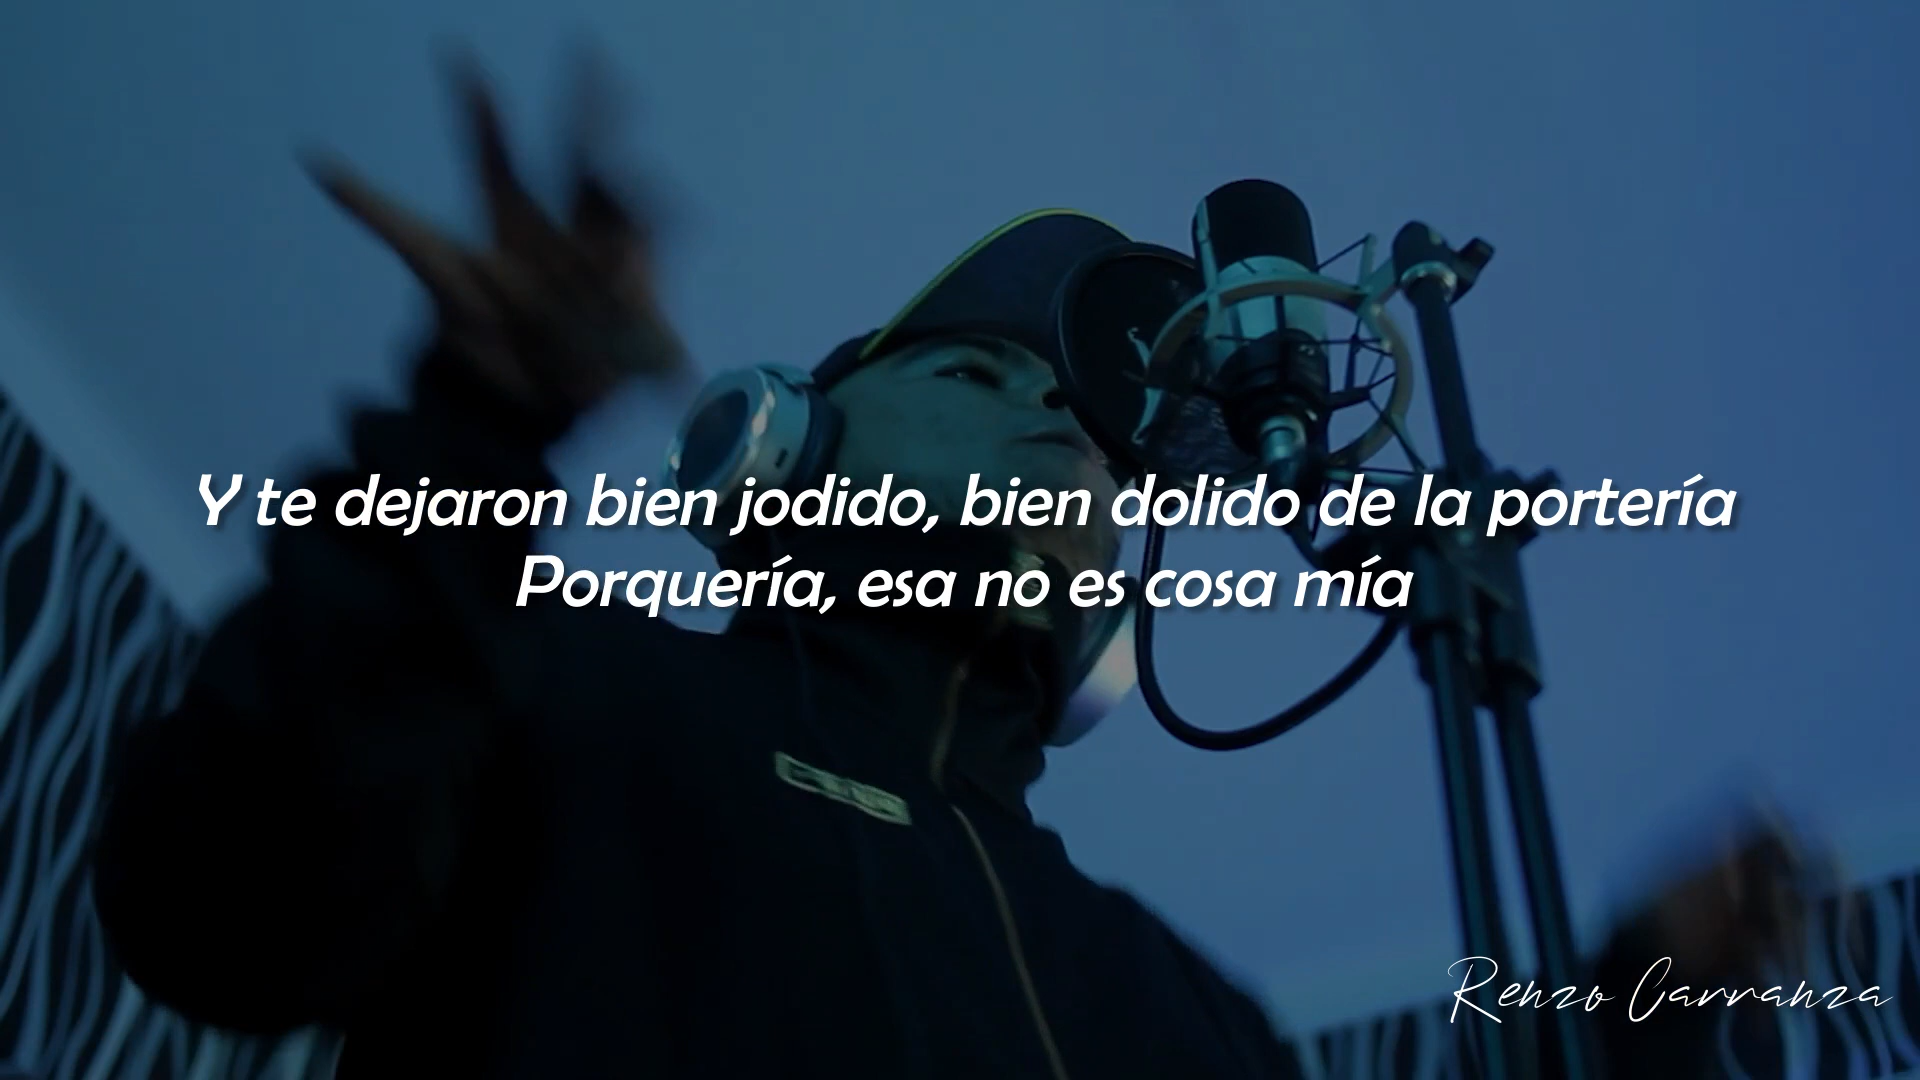 Y te dejaron bien jodido, bien dolido de la portería
Porquería, esa no es cosa mía
Renzo Carranza